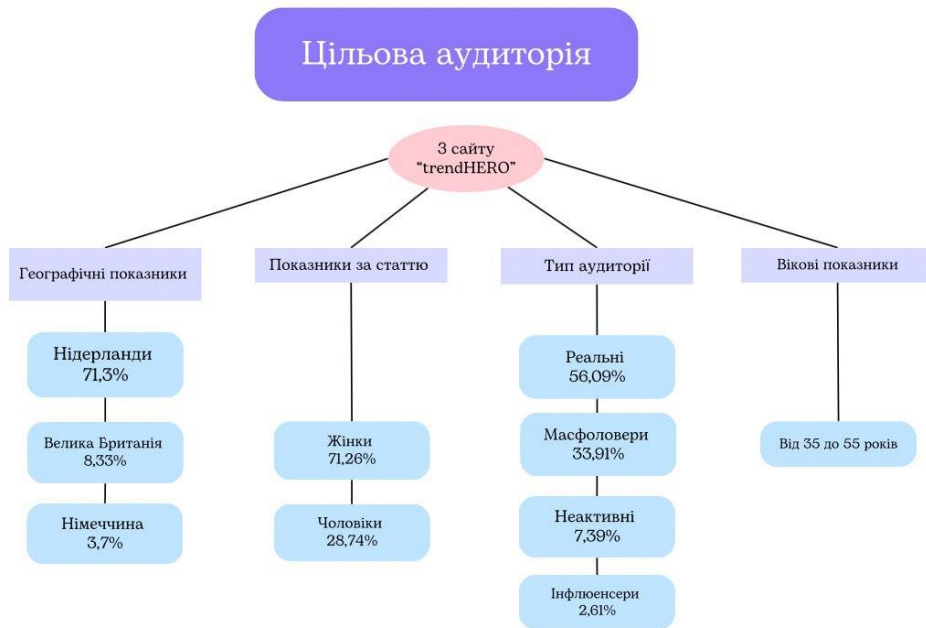 Цільова аудиторія
З сайту
“trendHERO”
Географічні показники
Показники за статтю
Тип аудиторії
Вікові показники
Нідерланди
71,3%
Велика Британія
8,33%
Німеччина
3,7%
Жінки
71,26%
Чоловіки
28,74%
Реальні
56,09%
Масфоловери
33,91%
Неактивні
7,39%
Інфлюенсери
2,61%
Від 35 до 55 років